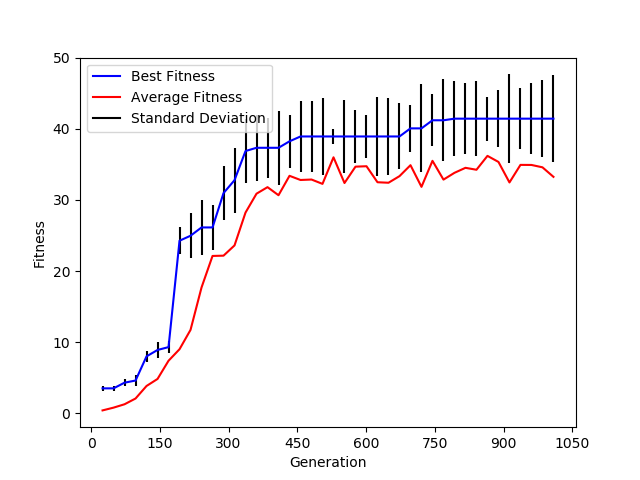 Best Fitness
Average Fitness
Standard Deviation
50
40
30
20
10
0
Fitness
0 150 300 450 600 750 900 1050
Generation